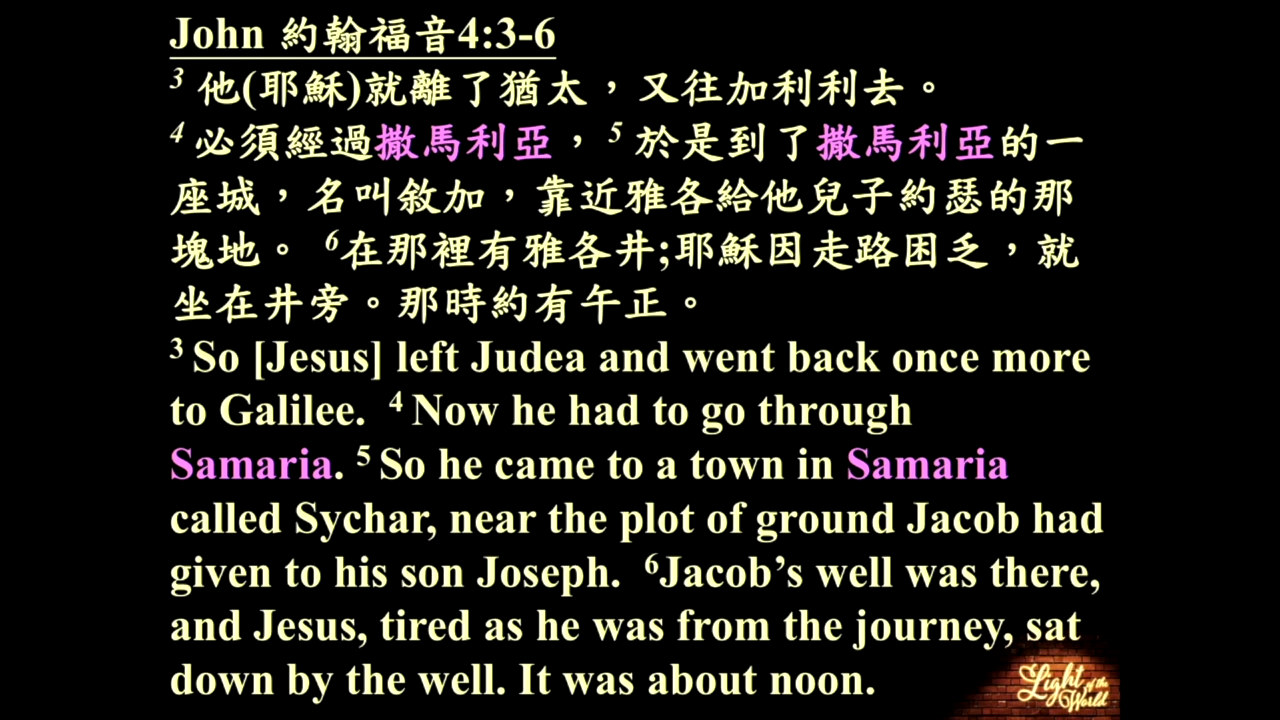 John 約翰福音4:3-6
3 他(耶穌)就離了猶太，又往加利利去。
4 必須經過撒馬利亞，5 於是到了撒馬利亞的一
座城，名叫敘加，靠近雅各給他兒子約瑟的那
塊地。 6在那裡有雅各井;耶穌因走路困乏，就
坐在井旁。那時約有午正。
3 So [Jesus] left Judea and went back once more
to Galilee. 4 Now he had to go through
Samaria. 5 So he came to a town in Samaria
called Sychar, near the plot of ground Jacob had
given to his son Joseph. 6Jacob’s well was there,
and Jesus, tired as he was from the journey, sat
down by the well. It was about noon.
Light of the World